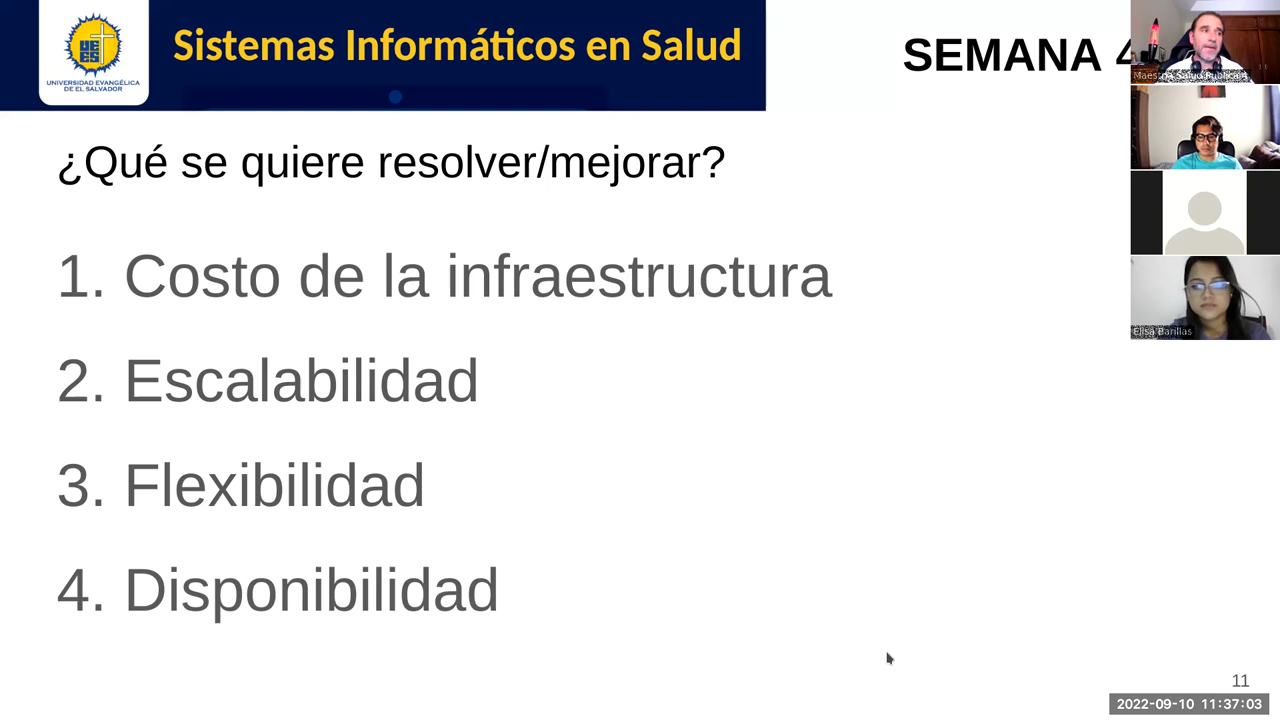 Sistemas Informáticos en Salud
SEMANA 4
UNIVERSIDAD EVANGÉLICA
DE EL SALVADOR
Maestría Salud Pública 4
¿Qué se quiere resolver/mejorar?
1. Costo de la infraestructura
2. Escalabilidad
3. Flexibilidad
4. Disponibilidad
Elisa Barillas
11
2022-09-10 11:37:03